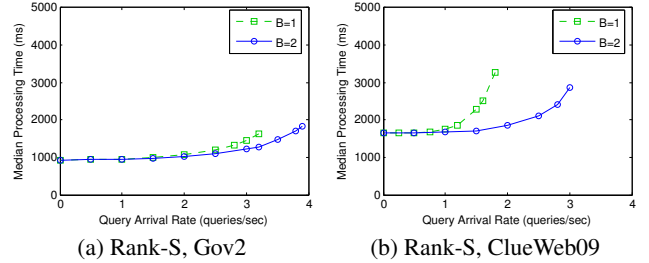 Median Processing Time (ms)
5000
4000
3000
2000
1000
0
0 1 2 3 4
Query Arrival Rate (queries/sec)
B=1
B=2
(a) Rank-S, Gov2
Median Processing Time (ms)
5000
4000
3000
2000
1000
0
0 1 2 3 4
Query Arrival Rate (queries/sec)
B=1
B=2
(b) Rank-S, ClueWeb09